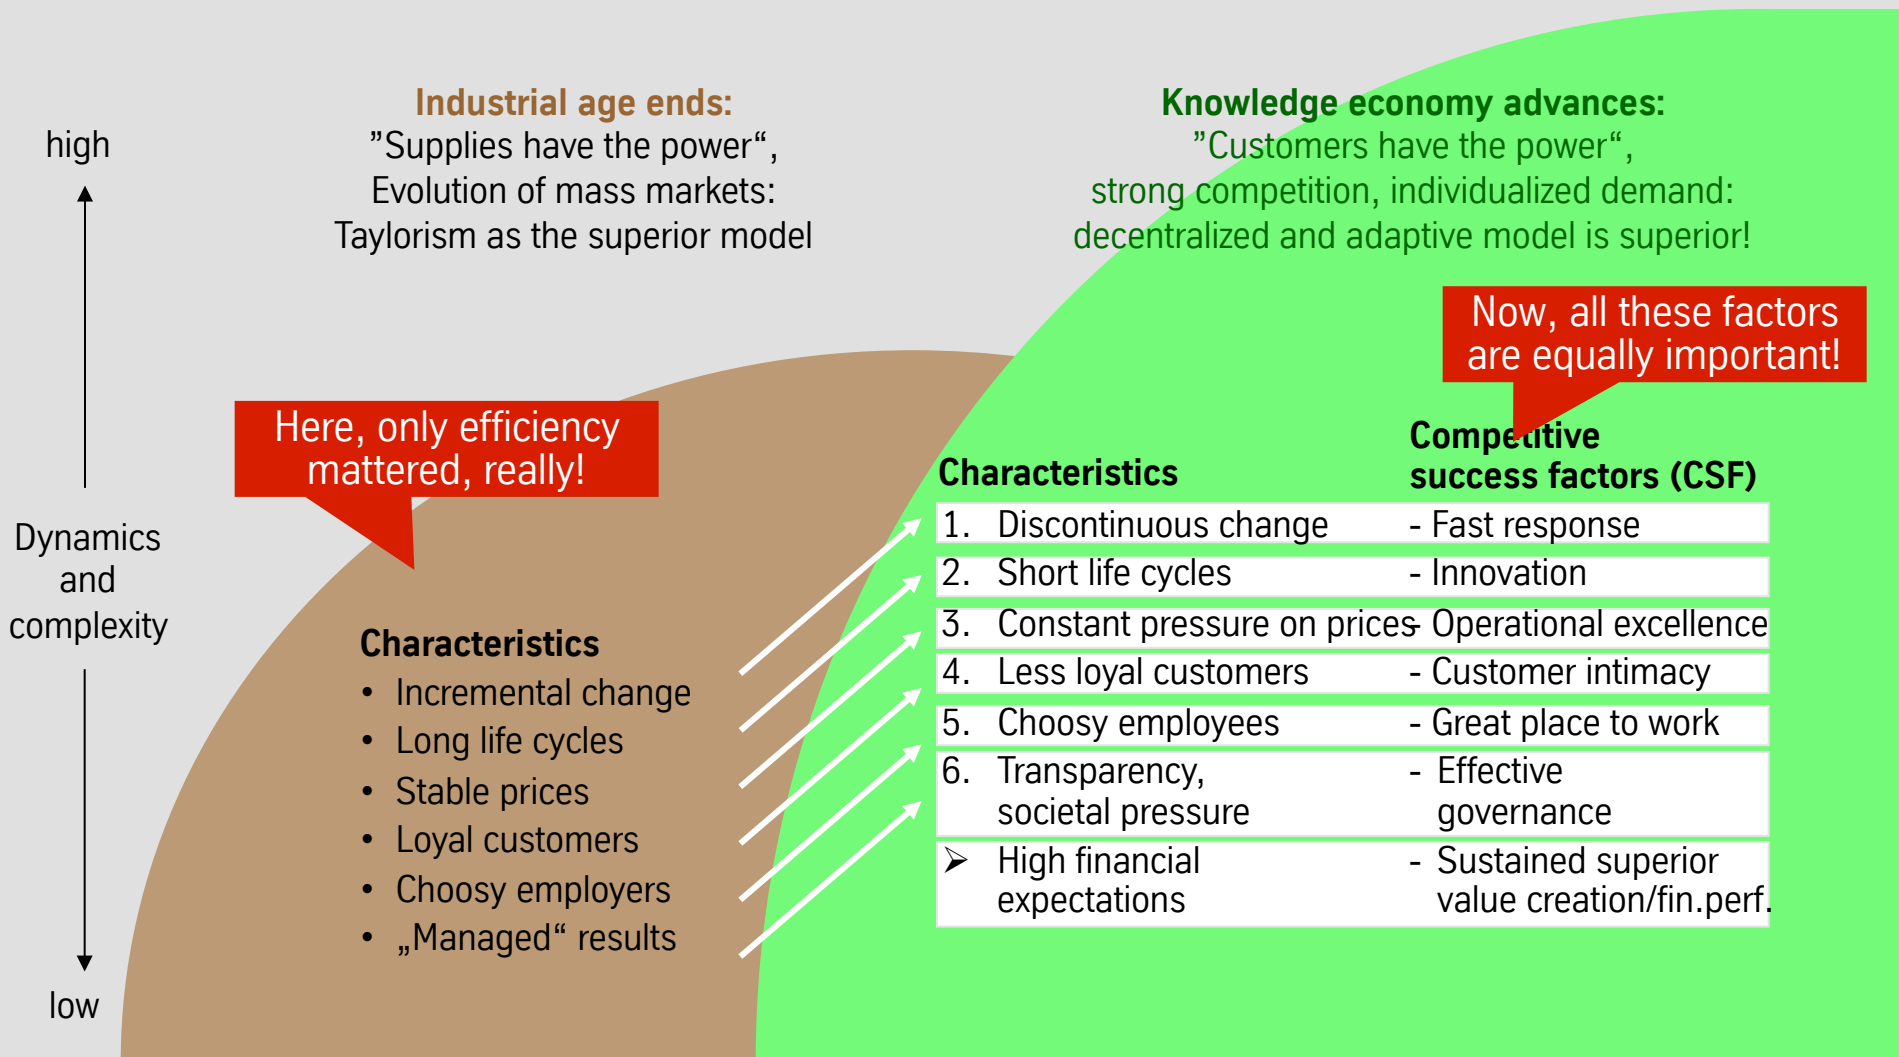 Industrial age ends:
”Supplies have the power“,
Evolution of mass markets:
Taylorism as the superior model
Knowledge economy advances:
”Customers have the power“,
strong competition, individualized demand:
decentralized and adaptive model is superior!
high
Dynamics
and
complexity
low
Here, only efficiency
mattered, really!
Now, all these factors
are equally important!
Characteristics
• Incremental change
• Long life cycles
• Stable prices
• Loyal customers
• Choosy employers
• „Managed“ results
Characteristics
Competitive
success factors (CSF)
1. Discontinuous change - Fast response
2. Short life cycles - Innovation
3. Constant pressure on prices - Operational excellence
4. Less loyal customers - Customer intimacy
5. Choosy employees - Great place to work
6. Transparency, - Effective
societal pressure governance
➢ High financial - Sustained superior
expectations value creation/fin.perf.